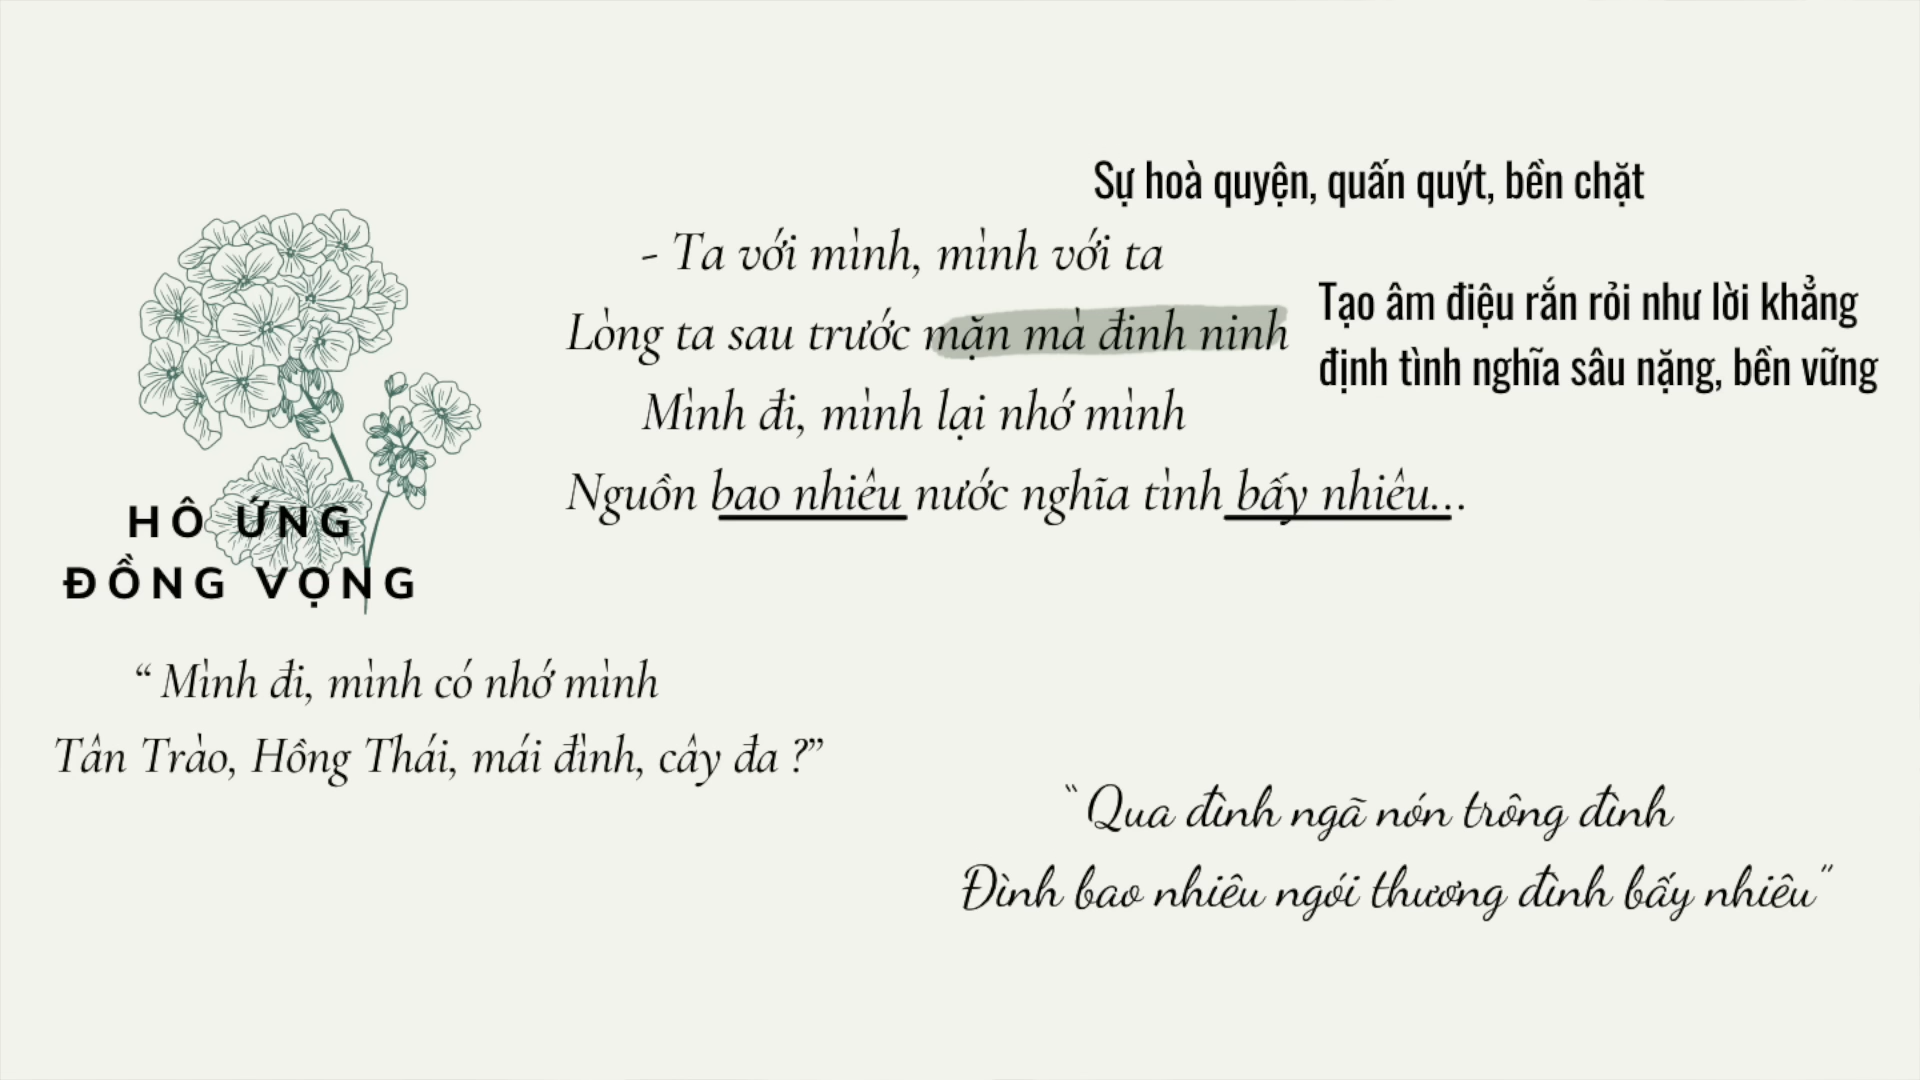 Sự hoà quyện, quấn quýt, bền chặt
- Ta với mình, mình với ta
Lòng ta sau trước mặn mà đinh ninh
Tạo âm điệu rắn rỏi như lời khẳng
định tình nghĩa sâu nặng, bền vững
Mình đi, mình lại nhớ mình
Nguồn bao nhiêu nước nghĩa tình bấy nhiêu...
HÔ ỨNG
ĐỒNG VỌNG
“ Mình đi, mình có nhớ mình
Tân Trào, Hồng Thái, mái đình, cây đa ?”
“Qua đình ngã nón trông đình
Đình bao nhiêu ngói thương đình bấy nhiêu”